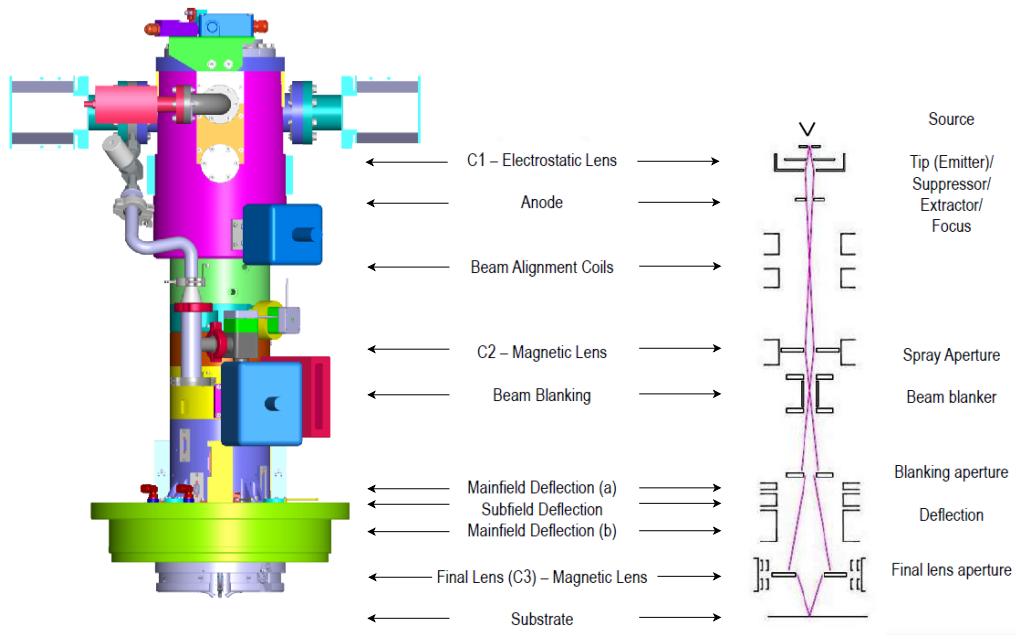 Source
C1 – Electrostatic Lens
Tip (Emitter)/
Suppressor/
Extractor/
Focus
Anode
Beam Alignment Coils
C2 – Magnetic Lens
Spray Aperture
Beam Blanking
Beam blanker
Blanking aperture
Mainfield Deflection (a)
Subfield Deflection
Deflection
Mainfield Deflection (b)
Final Lens (C3) – Magnetic Lens
Final lens aperture
Substrate